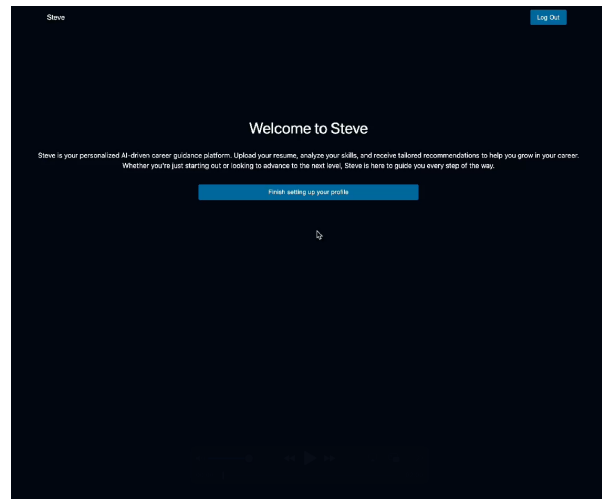 Steve
Log Out
Welcome to Steve
Steve is your personalized AI-driven career guidance platform. Upload your resume, analyze your skills, and receive tailored recommendations to help you grow in your career.
Whether you're just starting out or looking to advance to the next level, Steve is here to guide you every step of the way.
Finish setting up your profile